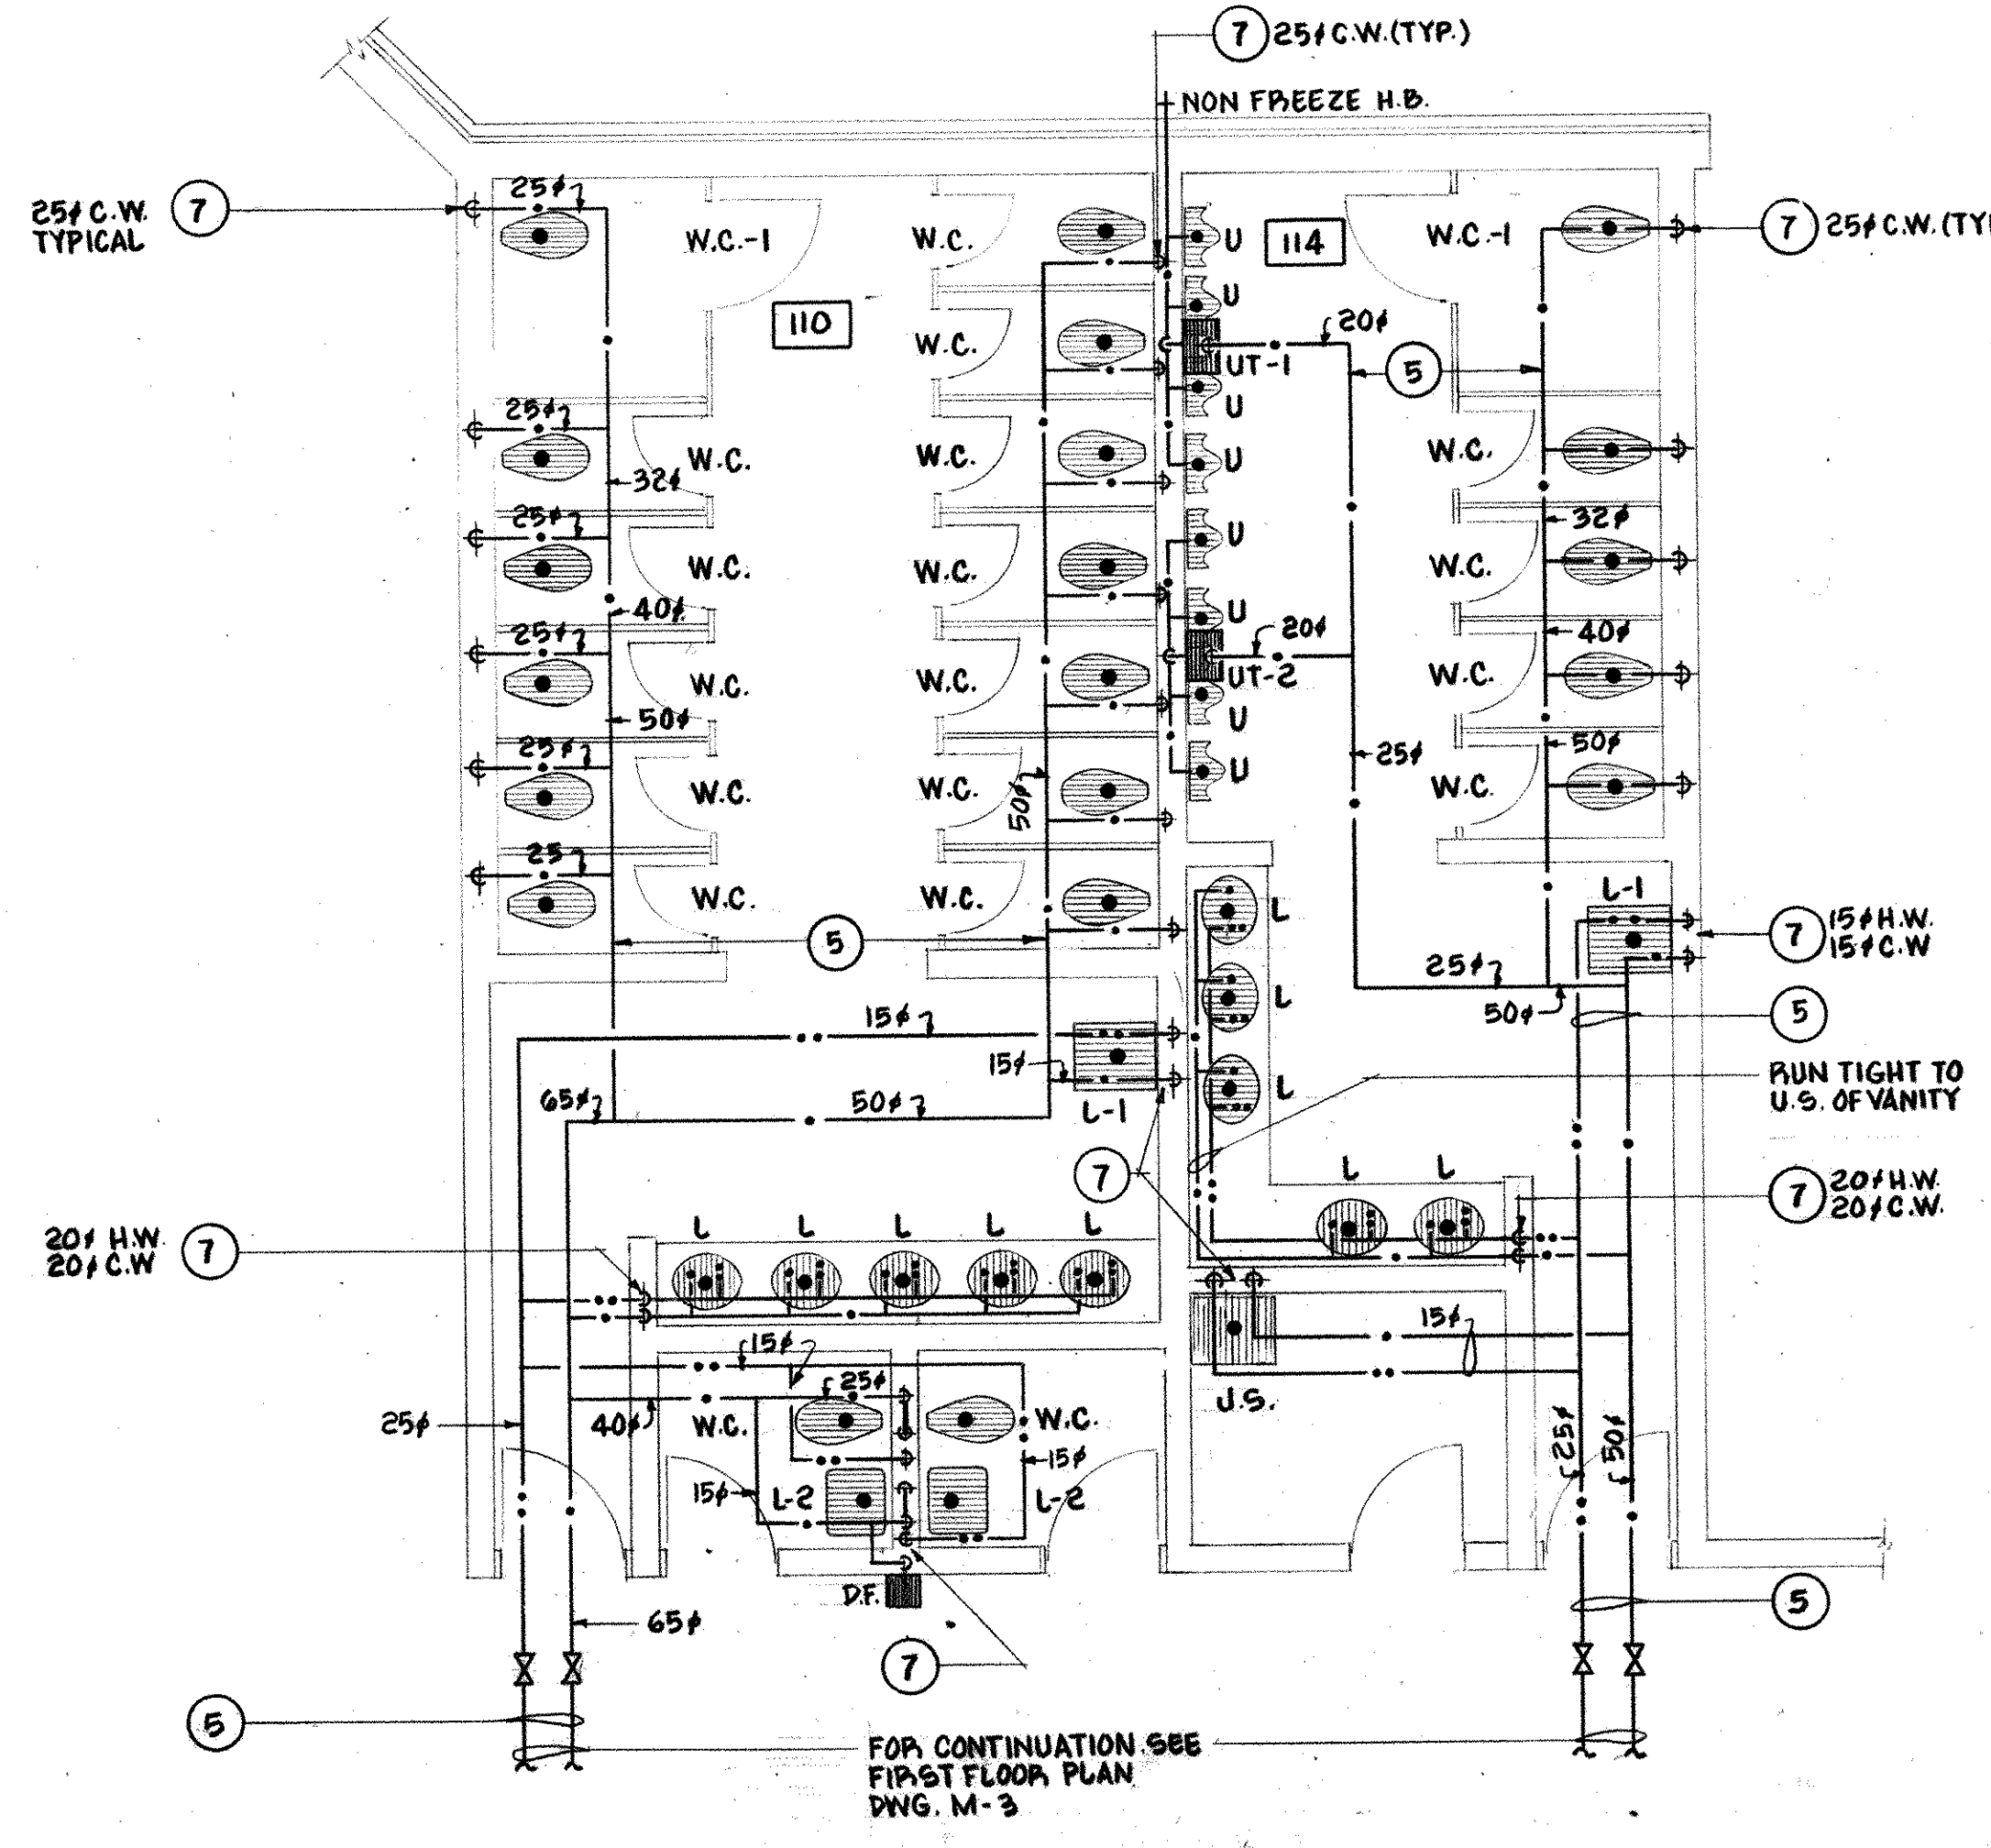 7 25¢ C.W. (TYP.)
NON FREEZE H.B.
25¢ C.W.
TYPICAL
7
25¢
W.C.-1
W.C.
U
114
W.C.-1
7 25¢ C.W. (TY
110
U
W.C.
20¢
UT-1
5
25¢
U
W.C.
W.C.
U
W.C.
32¢
25¢
32¢
W.C.
W.C.
U
W.C.
40¢
U
20¢
40¢
25¢
W.C.
W.C.
UT-2
W.C.
50¢
U
50¢
25¢
25¢
W.C.
W.C.
50¢
U
W.C.
25
W.C.
W.C.
L
L-1
5
7 15¢ H.W.
15¢ C.W
25¢
L
50¢
5
15¢
15¢
L
RUN TIGHT TO
U.S. OF VANITY
65¢
50¢
L-1
7
L
L
7 20¢ H.W.
20¢ C.W.
20¢ H.W.
20¢ C.W
7
L
L
L
L
L
15¢
15¢
25¢
J.S.
25¢
40¢
W.C.
W.C.
25¢
50¢
15¢
15¢
L-2
L-2
D.F.
65¢
5
7
5
FOR CONTINUATION SEE
FIRST FLOOR PLAN
DWG. M-3